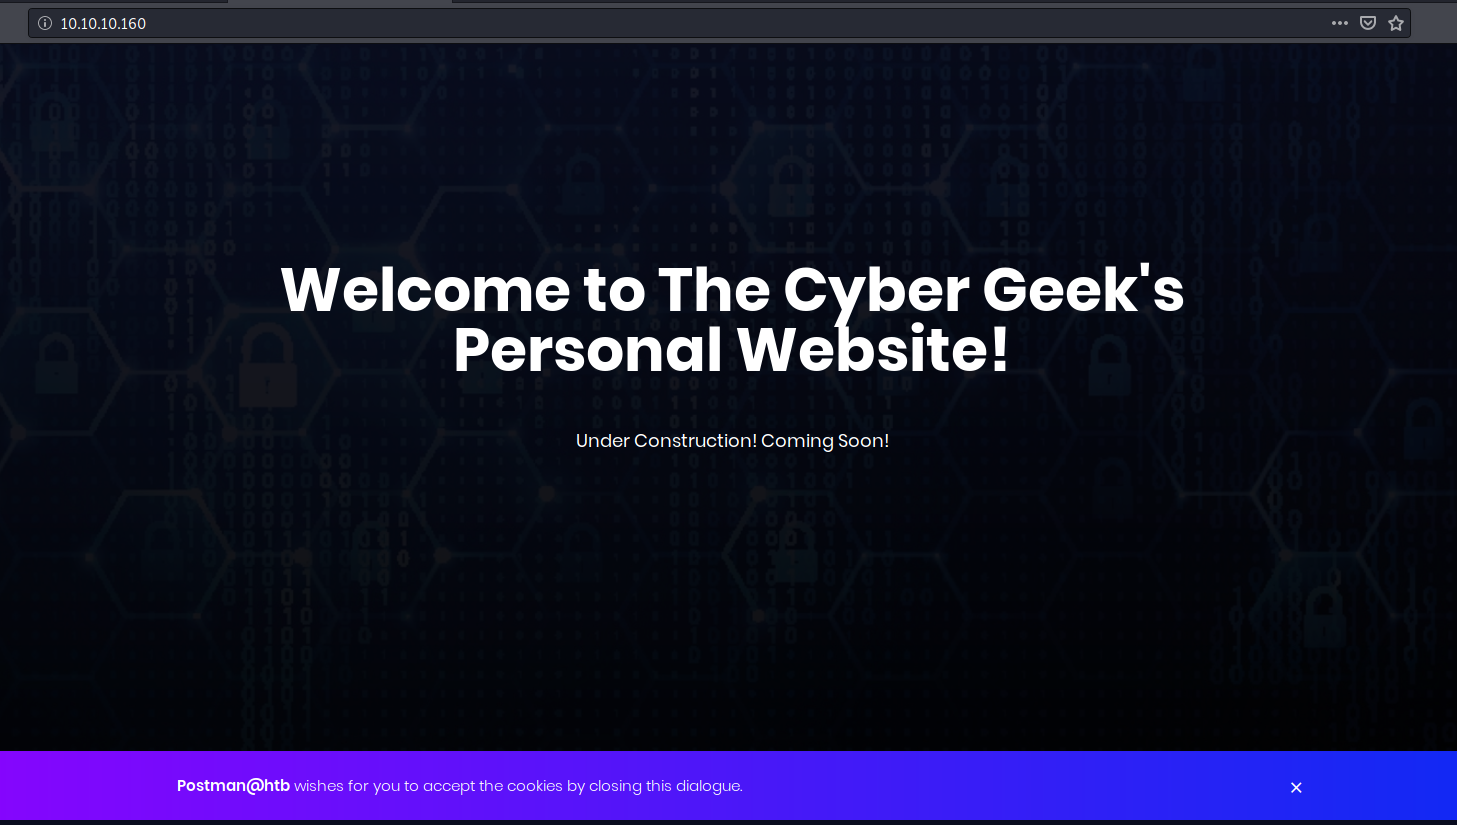 10.10.10.160
Welcome to The Cyber Geek's
Personal Website!
Under Construction! Coming Soon!
Postman@htb wishes for you to accept the cookies by closing this dialogue.